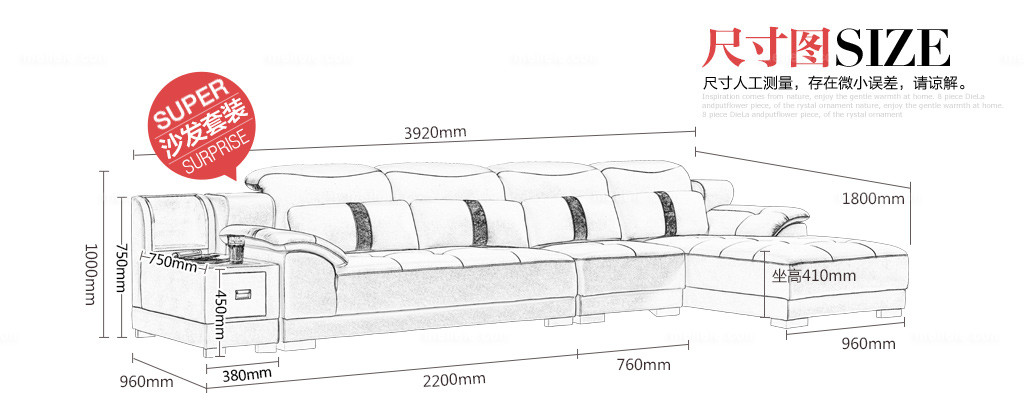 尺寸图SIZE
尺寸人工测量，存在微小误差，请谅解。
Inspiration comes from nature, enjoy the gentle warmth at home. 8 piece DieLa
andputflower piece, of the rystal ornament nature, enjoy the gentle warmth at home.
8 piece DieLa andputflower piece, of the rystal ornament
SUPER
沙发套装
SURPRISE
3920mm
1800mm
1000mm
750mm
750mm
450mm
坐高410mm
960mm
380mm
2200mm
760mm
960mm